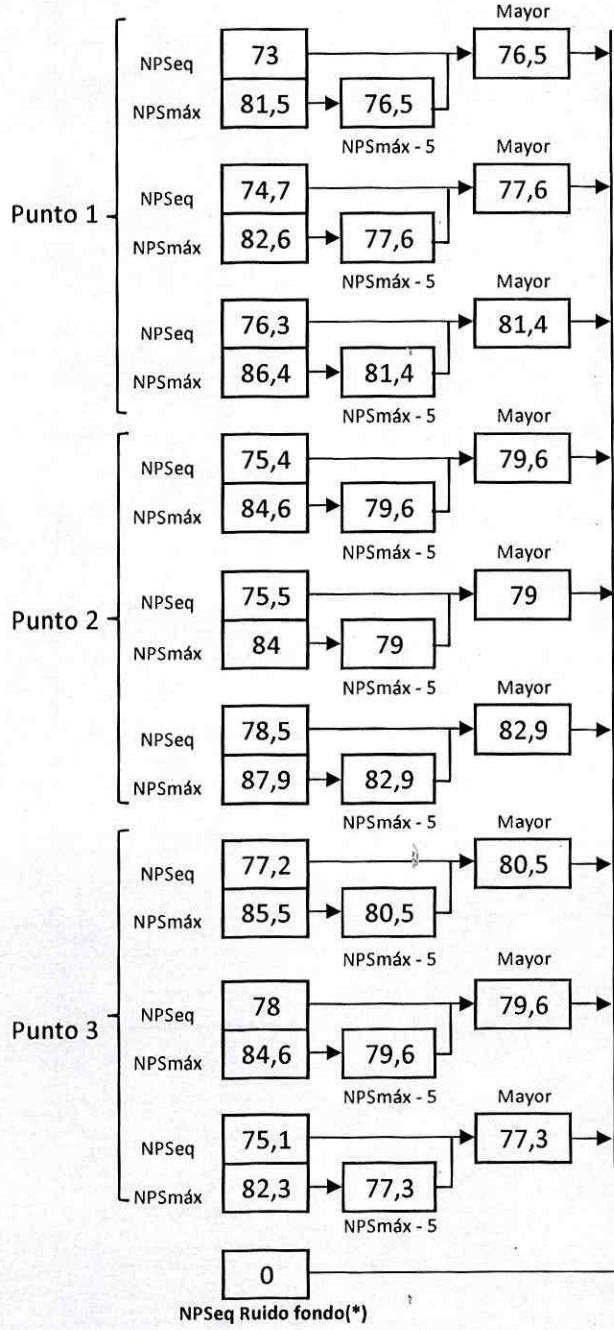 Mayor
NPSeq 73 76,5
NPSmáx 81,5 76,5
NPSmáx - 5
Mayor
NPSeq 74,7 77,6
Punto 1
NPSmáx 82,6 77,6
NPSmáx - 5
Mayor
NPSeq 76,3 81,4
NPSmáx 86,4 81,4
NPSmáx - 5
Mayor
NPSeq 75,4 79,6
NPSmáx 84,6 79,6
NPSmáx - 5
Mayor
NPSeq 75,5 79
Punto 2
NPSmáx 84 79
NPSmáx - 5
Mayor
NPSeq 78,5 82,9
NPSmáx 87,9 82,9
NPSmáx - 5
Mayor
NPSeq 77,2 80,5
NPSmáx 85,5 80,5
NPSmáx - 5
Mayor
NPSeq 78 79,6
Punto 3
NPSmáx 84,6 79,6
NPSmáx - 5
Mayor
NPSeq 75,1 77,3
NPSmáx 82,3 77,3
NPSmáx - 5
0
NPSeq Ruido fondo(*)